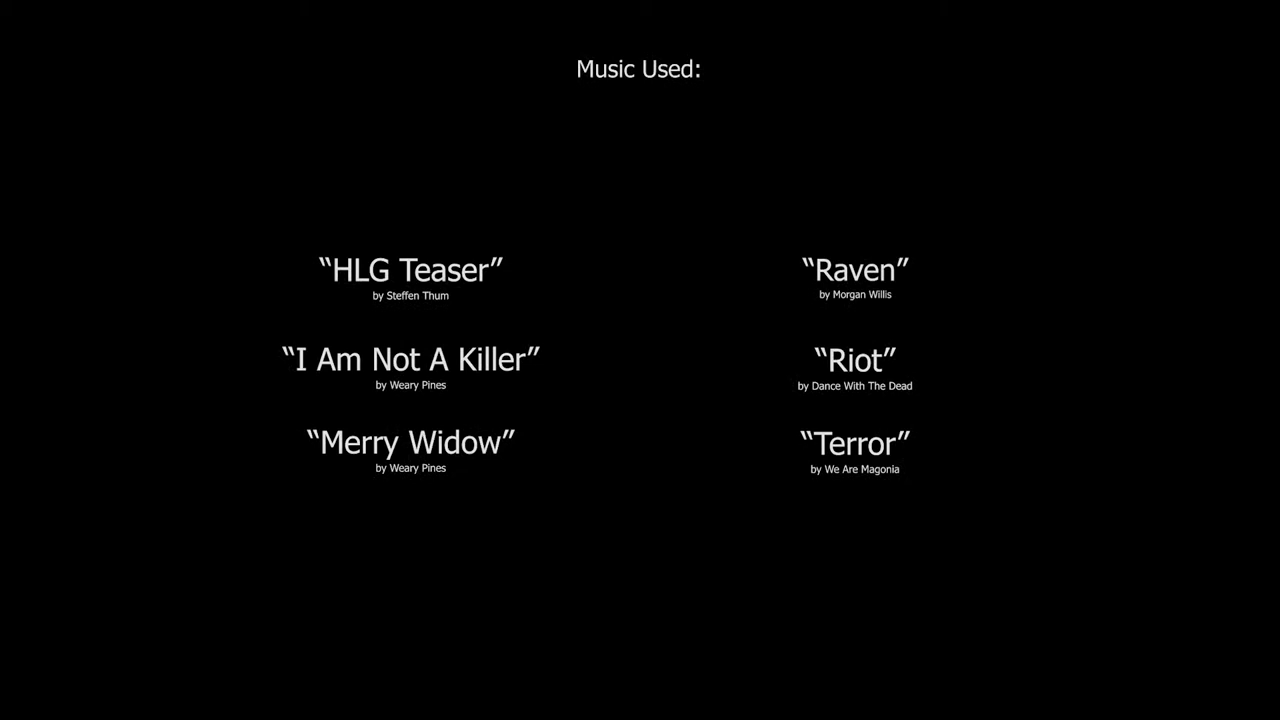 Music Used:
“HLG Teaser”
by Steffen Thum
“I Am Not A Killer”
by Weary Pines
“Merry Widow”
by Weary Pines
“Raven”
by Morgan Willis
“Riot”
by Dance With The Dead
“Terror”
by We Are Magonia